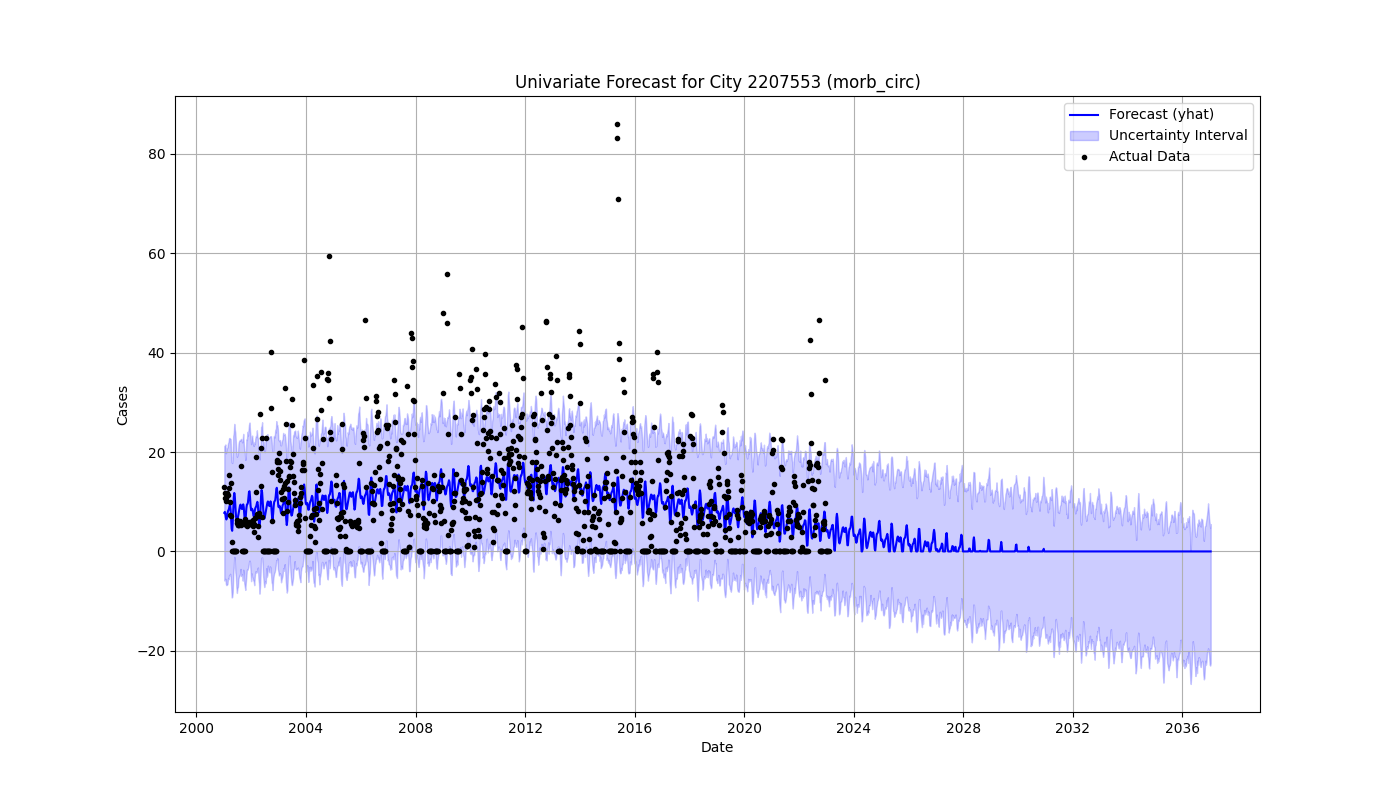 Univariate Forecast for City 2207553 (morb_circ)
Forecast (yhat)
Uncertainty Interval
Actual Data
Cases
80
60
40
20
0
−20
2000 2004 2008 2012 2016 2020 2024 2028 2032 2036
Date